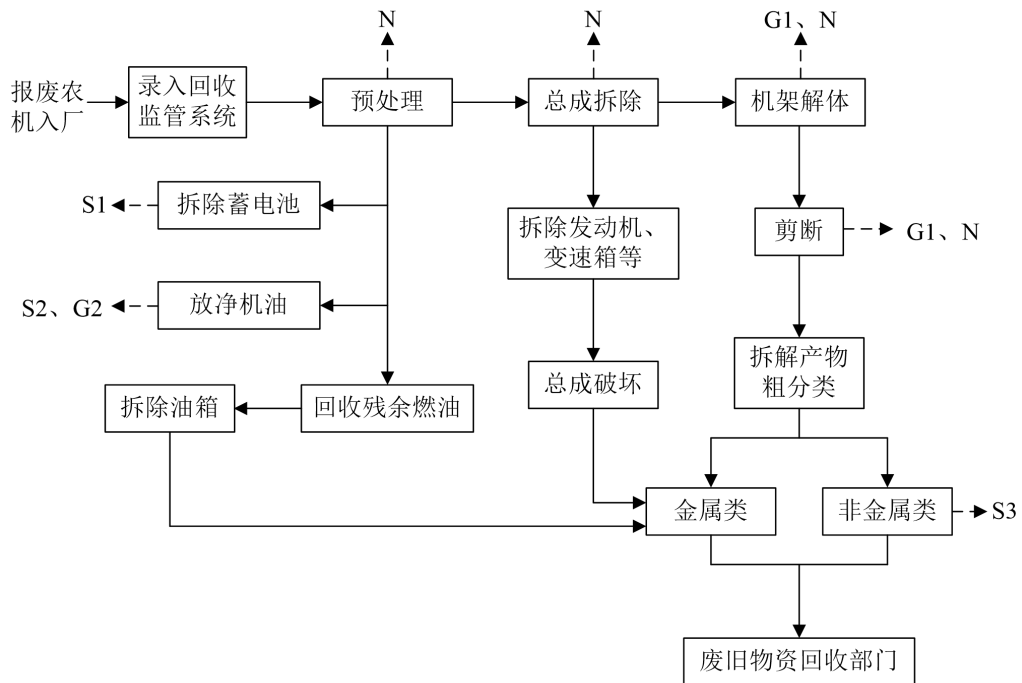 N
N
G1、N
报废农
机入厂
录入回收
监管系统
预处理
总成拆除
机架解体
S1
拆除蓄电池
拆除发动机、
变速箱等
剪断
G1、N
S2、G2
放净机油
拆解产物
粗分类
拆除油箱
回收残余燃油
总成破坏
金属类
非金属类
S3
废旧物资回收部门